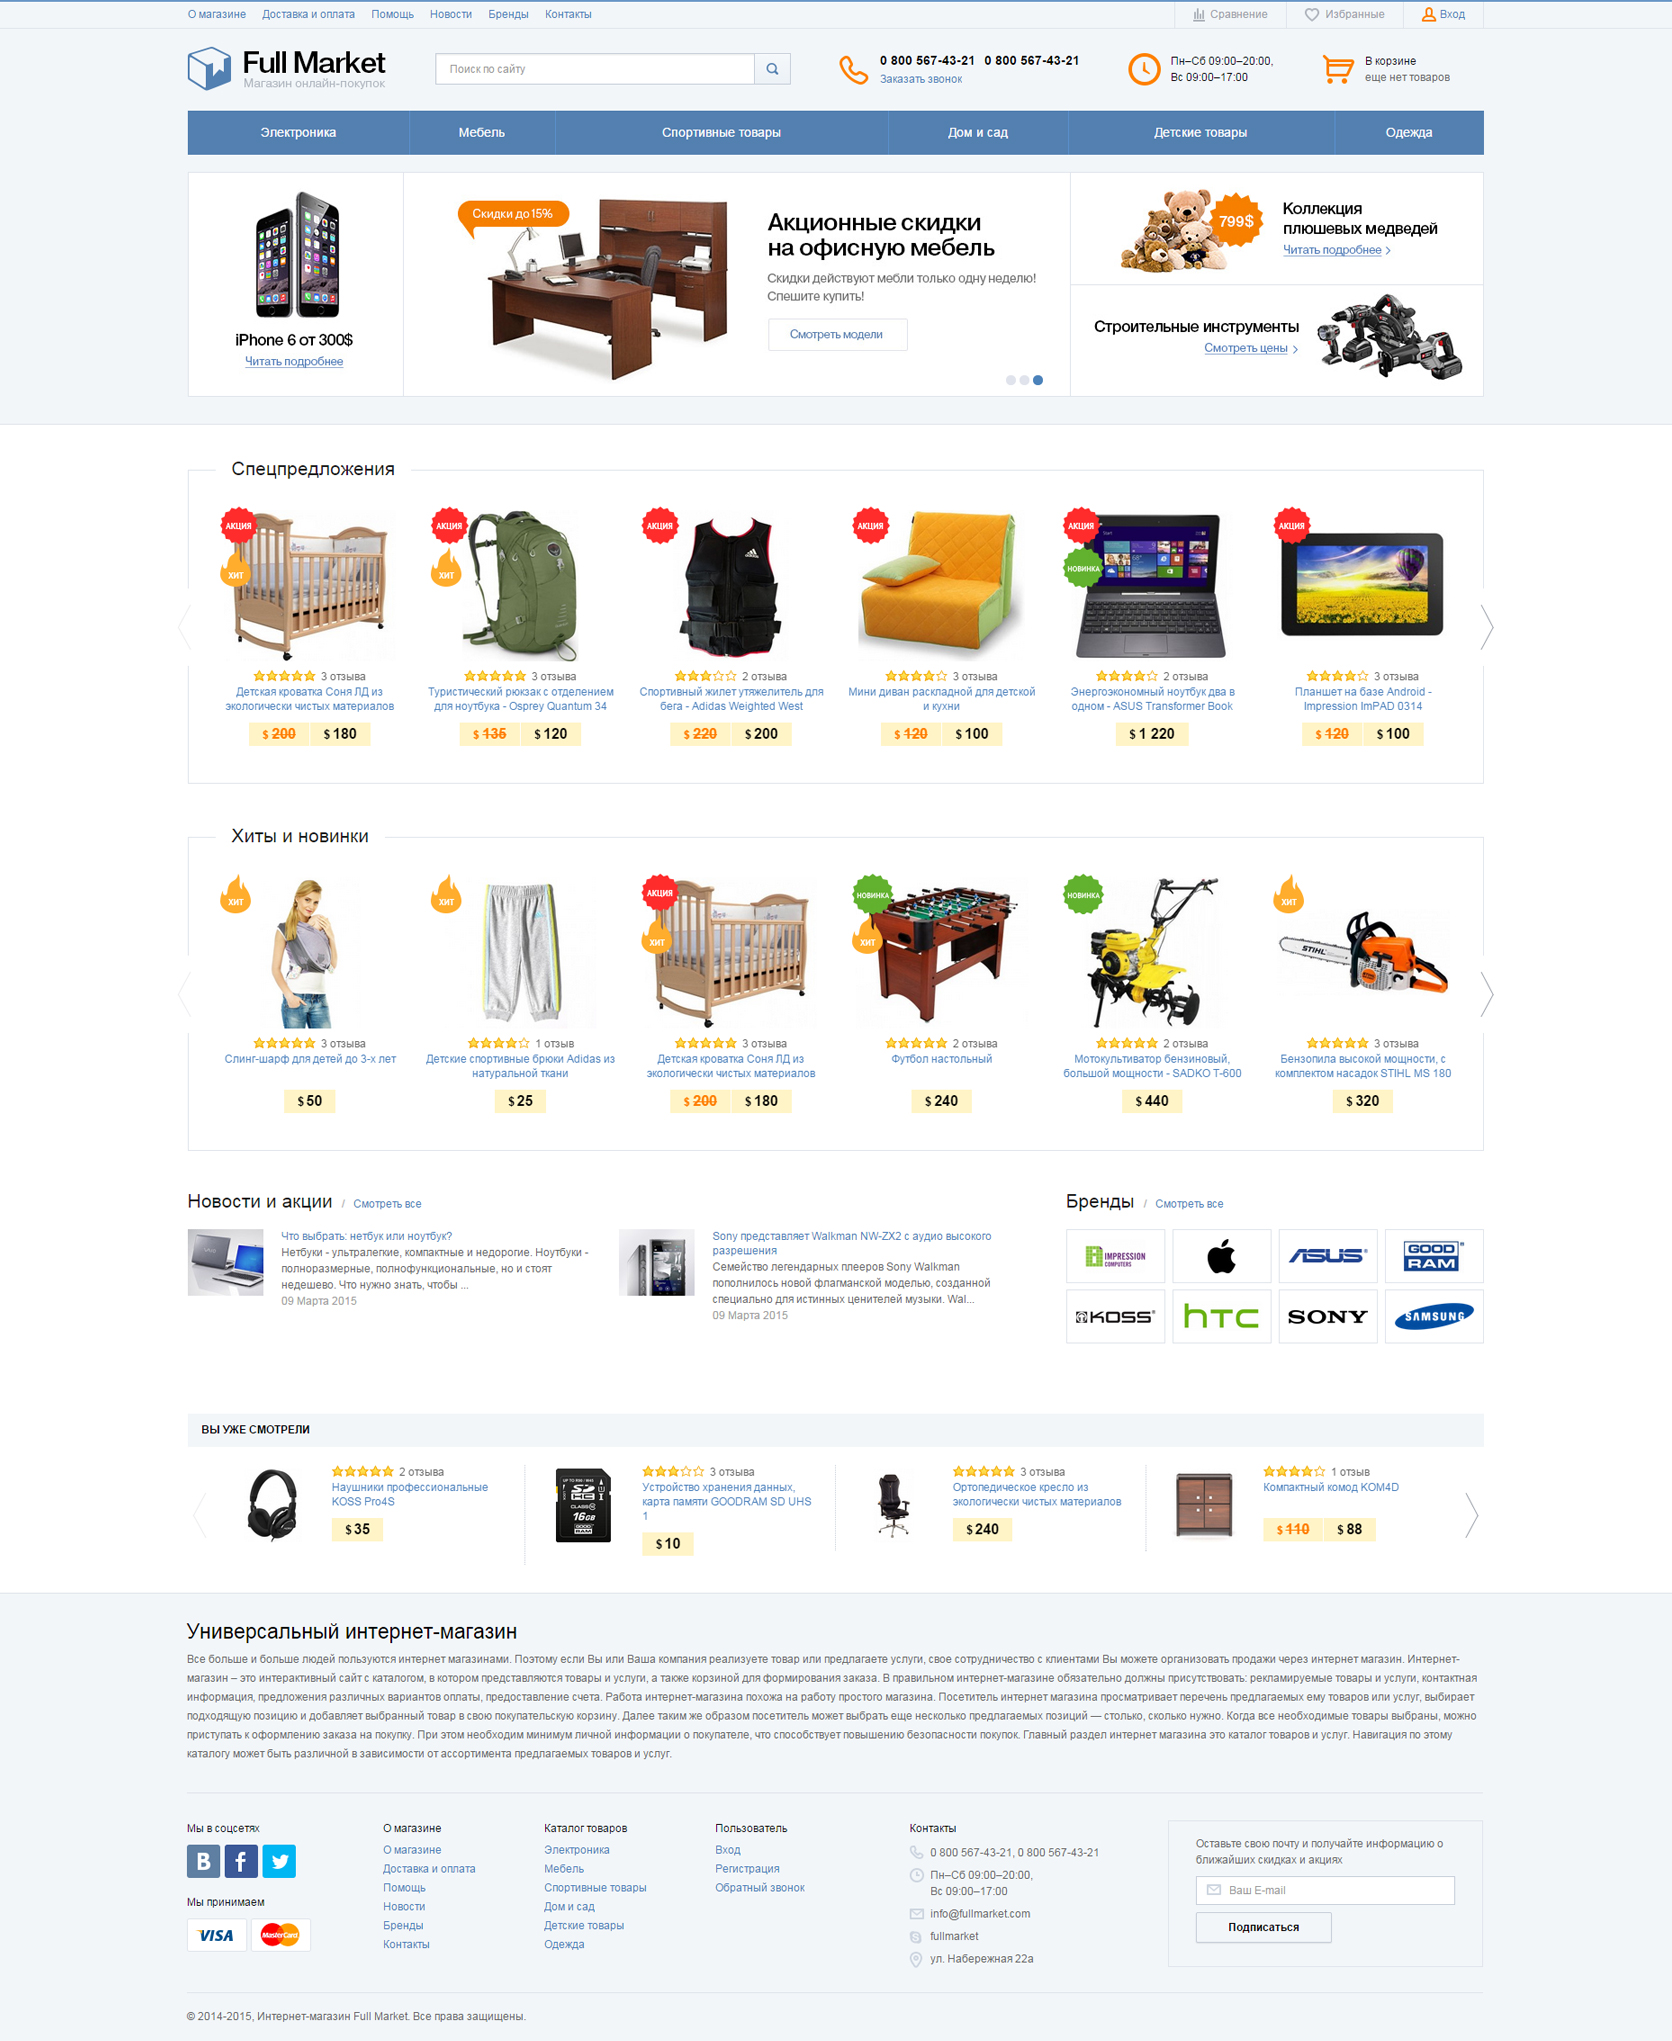 О магазине Доставка и оплата Помощь Новости Бренды Контакты Сравнение Избранные Вход
Full Market
Магазин онлайн-покупок
Поиск по сайту
0 800 567-43-21 0 800 567-43-21
Заказать звонок
Пн–Сб 09:00–20:00,
Вс 09:00–17:00
В корзине
еще нет товаров
Электроника Мебель Спортивные товары Дом и сад Детские товары Одежда
iPhone 6 от 300$
Читать подробнее
Скидки до 15%
Акционные скидки
на офисную мебель
Скидки действуют мебли только одну неделю!
Спешите купить!
Смотреть модели
799$
Коллекция
плюшевых медведей
Читать подробнее
Строительные инструменты
Смотреть цены
Спецпредложения
АКЦИЯ
ХИТ
3 отзыва
Детская кроватка Соня ЛД из
экологически чистых материалов
$ 200 $ 180
АКЦИЯ
ХИТ
3 отзыва
Туристический рюкзак с отделением
для ноутбука - Osprey Quantum 34
$ 135 $ 120
АКЦИЯ
2 отзыва
Спортивный жилет утяжелитель для
бега - Adidas Weighted West
$ 220 $ 200
АКЦИЯ
3 отзыва
Мини диван раскладной для детской
и кухни
$ 120 $ 100
АКЦИЯ
НОВИНКА
Start
2 отзыва
Энергоэкономный ноутбук два в
одном - ASUS Transformer Book
$ 1 220
АКЦИЯ
3 отзыва
Планшет на базе Android -
Impression ImPAD 0314
$ 120 $ 100
Хиты и новинки
ХИТ
3 отзыва
Слинг-шарф для детей до 3-х лет
$ 50
ХИТ
1 отзыв
Детские спортивные брюки Adidas из
натуральной ткани
$ 25
АКЦИЯ
ХИТ
3 отзыва
Детская кроватка Соня ЛД из
экологически чистых материалов
$ 200 $ 180
НОВИНКА
ХИТ
2 отзыва
Футбол настольный
$ 240
НОВИНКА
2 отзыва
Мотокультиватор бензиновый,
большой мощности - SADKO T-600
$ 440
ХИТ
STIHL
3 отзыва
Бензопила высокой мощности, с
комплектом насадок STIHL MS 180
$ 320
Новости и акции / Смотреть все
Что выбрать: нетбук или ноутбук?
Нетбуки - ультралегкие, компактные и недорогие. Ноутбуки -
полноразмерные, полнофункциональные, но и стоят
недешево. Что нужно знать, чтобы ...
09 Марта 2015
Sony представляет Walkman NW-ZX2 с аудио высокого
разрешения
Семейство легендарных плееров Sony Walkman
пополнилось новой флагманской моделью, созданной
специально для истинных ценителей музыки. Wal...
09 Марта 2015
Бренды / Смотреть все
IMPRESSION
COMPUTERS
ASUS
GOOD
RAM
KOSS
hTC
SONY
SAMSUNG
ВЫ УЖЕ СМОТРЕЛИ
2 отзыва
Наушники профессиональные
KOSS Pro4S
$ 35
SDHC
CLASS 10
16GB
GOOD
RAM
3 отзыва
Устройство хранения данных,
карта памяти GOODRAM SD UHS
1
$ 10
3 отзыва
Ортопедическое кресло из
экологически чистых материалов
$ 240
1 отзыв
Компактный комод KOM4D
$ 110 $ 88
Универсальный интернет-магазин
Все больше и больше людей пользуются интернет магазинами. Поэтому если Вы или Ваша компания реализуете товар или предлагаете услуги, свое сотрудничество с клиентами Вы можете организовать продажи через интернет магазин. Интернет-
магазин – это интерактивный сайт с каталогом, в котором представляются товары и услуги, а также корзиной для формирования заказа. В правильном интернет-магазине обязательно должны присутствовать: рекламируемые товары и услуги, контактная
информация, предложения различных вариантов оплаты, предоставление счета. Работа интернет-магазина похожа на работу простого магазина. Посетитель интернет магазина просматривает перечень предлагаемых ему товаров или услуг, выбирает
подходящую позицию и добавляет выбранный товар в свою покупательскую корзину. Далее таким же образом посетитель может выбрать еще несколько предлагаемых позиций — столько, сколько нужно. Когда все необходимые товары выбраны, можно
приступать к оформлению заказа на покупку. При этом необходим минимум личной информации о покупателе, что способствует повышению безопасности покупок. Главный раздел интернет магазина это каталог товаров и услуг. Навигация по этому
каталогу может быть различной в зависимости от ассортимента предлагаемых товаров и услуг.
Мы в соцсетях
В f
Мы принимаем
VISA MasterCard
О магазине
О магазине
Доставка и оплата
Помощь
Новости
Бренды
Контакты
Каталог товаров
Электроника
Мебель
Спортивные товары
Дом и сад
Детские товары
Одежда
Пользователь
Вход
Регистрация
Обратный звонок
Контакты
0 800 567-43-21, 0 800 567-43-21
Пн–Сб 09:00–20:00,
Вс 09:00–17:00
info@fullmarket.com
fullmarket
ул. Набережная 22а
Оставьте свою почту и получайте информацию о
ближайших скидках и акциях
Ваш E-mail
Подписаться
© 2014-2015, Интернет-магазин Full Market. Все права защищены.